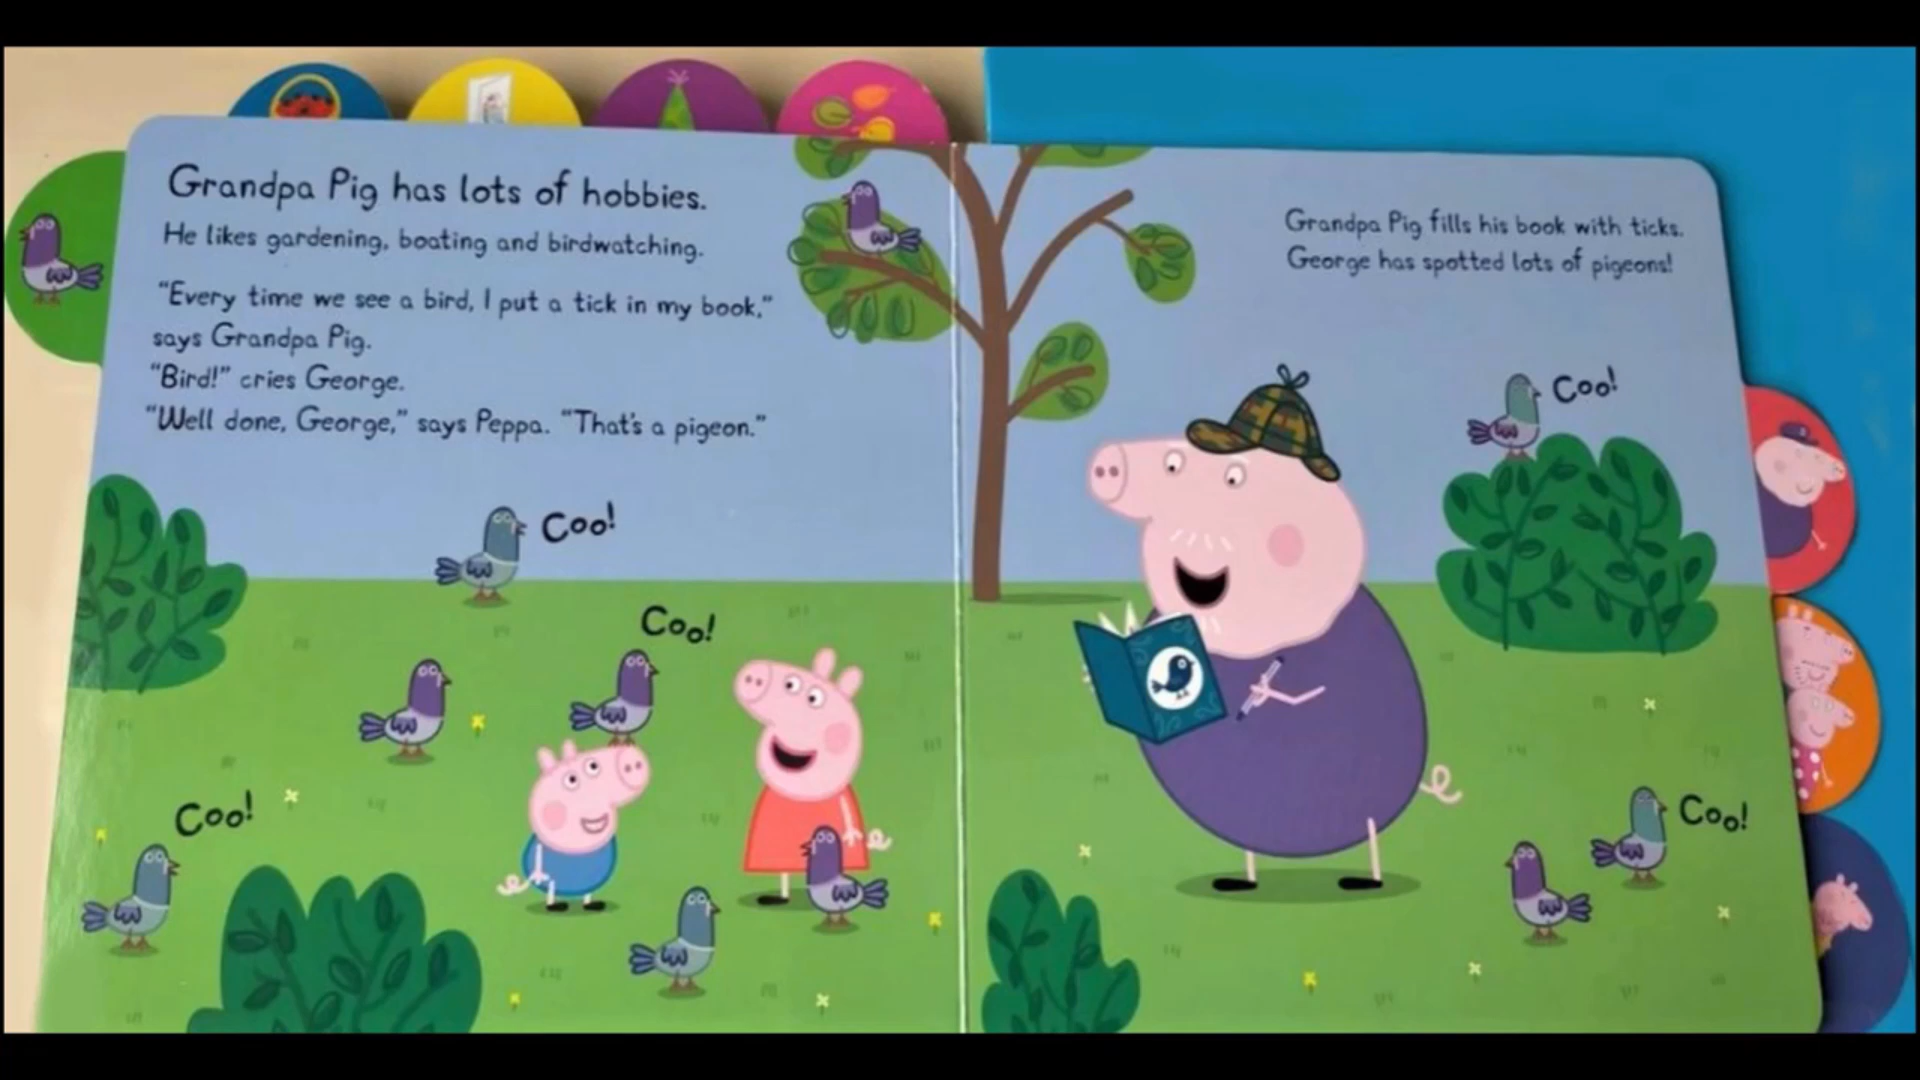 Grandpa Pig has lots of hobbies.
He likes gardening, boating and birdwatching.
“Every time we see a bird, I put a tick in my book,”
says Grandpa Pig.
“Bird!” cries George.
“Well done, George,” says Peppa. “That’s a pigeon.”
Coo!
Coo!
Coo!
Grandpa Pig fills his book with ticks.
George has spotted lots of pigeons!
Coo!
Coo!